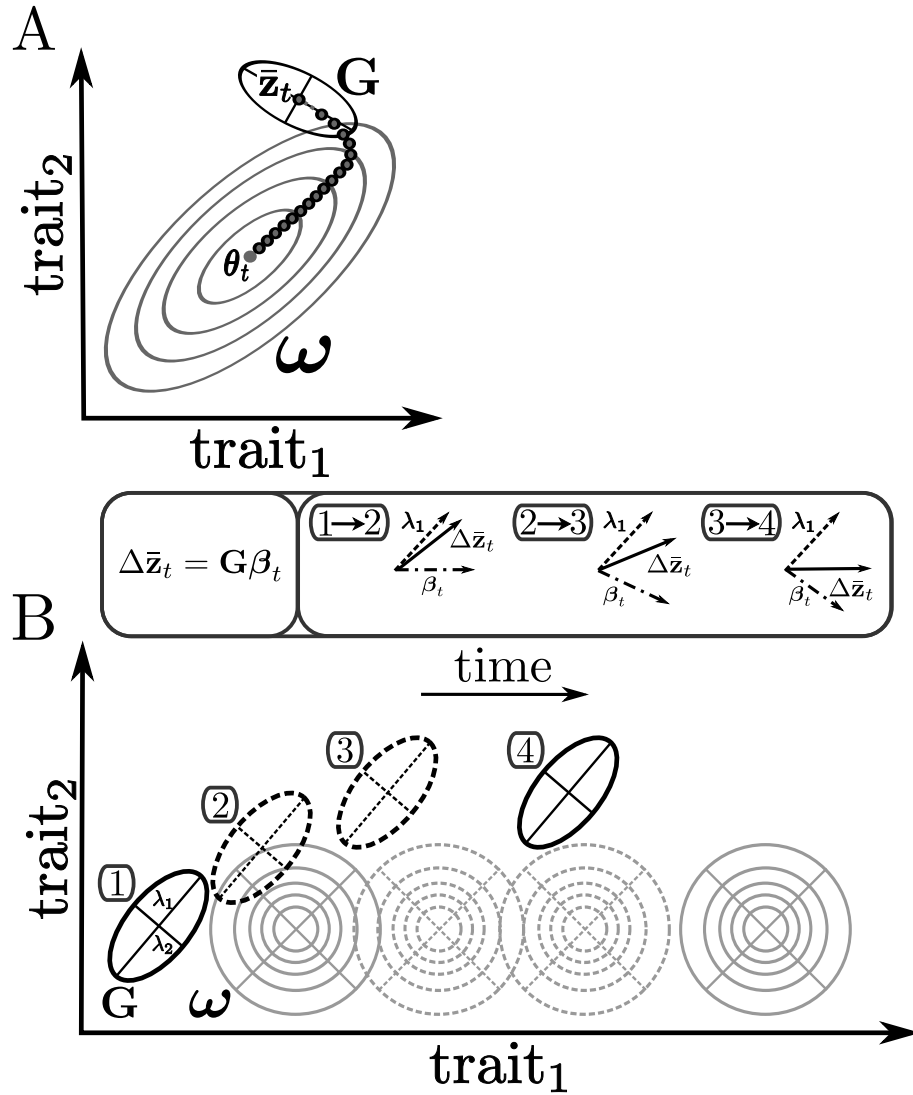 A
trait₂
z̄ₜ
G
θₜ
ω
trait₁
Δz̄ₜ = Gβₜ
1→2
λ₁
Δz̄ₜ
βₜ
2→3
λ₁
Δz̄ₜ
βₜ
3→4
λ₁
Δz̄ₜ
βₜ
B
time
trait₂
1
λ₁
λ₂
G
2
3
4
ω
trait₁